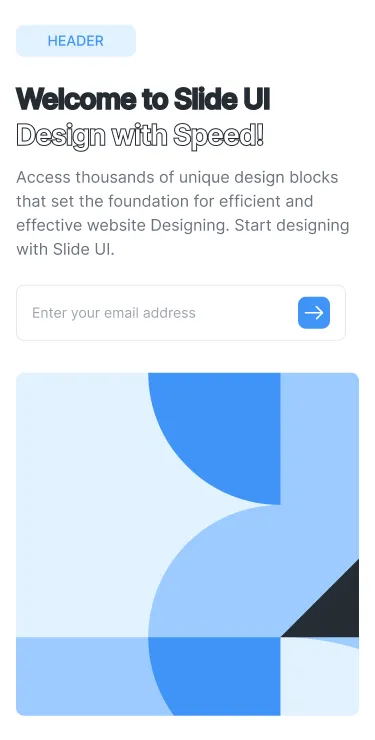 HEADER
Welcome to Slide UI
Design with Speed!
Access thousands of unique design blocks
that set the foundation for efficient and
effective website Designing. Start designing
with Slide UI.
Enter your email address